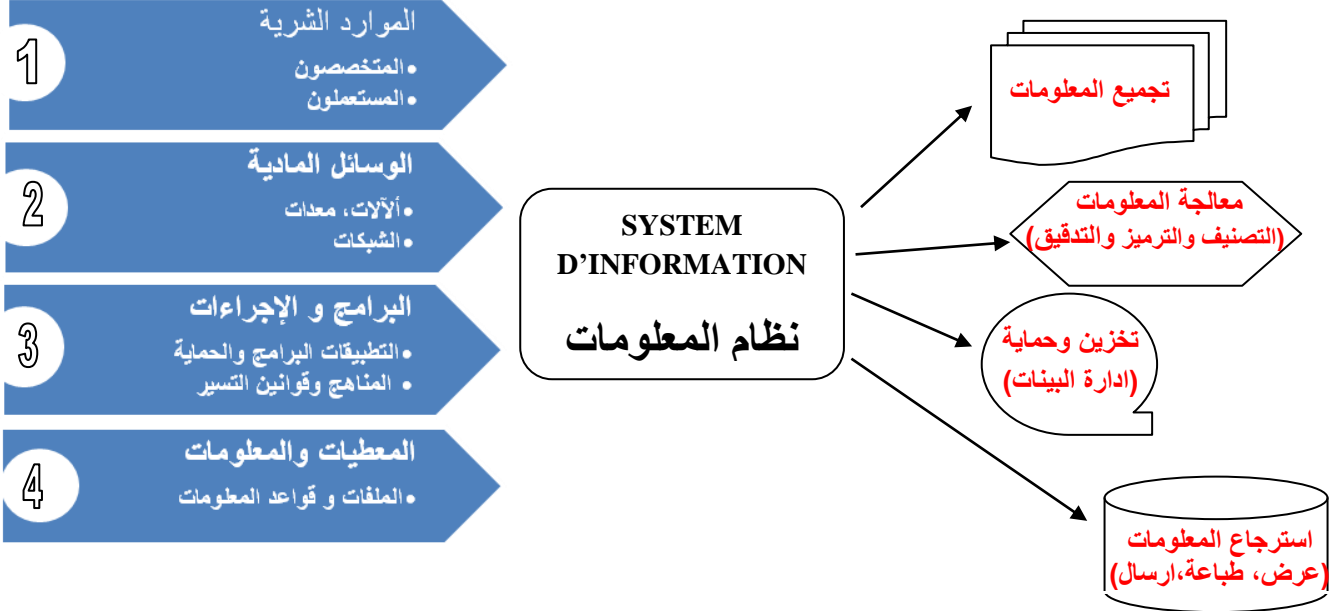 1
الموارد الشرية
•المتخصصون
•المستعملون
2
الوسائل المادية
•ألآلات، معدات
•الشبكات
3
البرامج و الإجراءات
•التطبيقات البرامج والحماية
• المناهج وقوانين التسير
4
المعطيات والمعلومات
•الملفات و قواعد المعلومات
SYSTEM
D’INFORMATION
نظام المعلومات
تجميع المعلومات
معالجة المعلومات
(التصنيف والترميز والتدقيق)
تخزين وحماية
(ادارة البينات)
استرجاع المعلومات
(عرض، طباعة،ارسال)